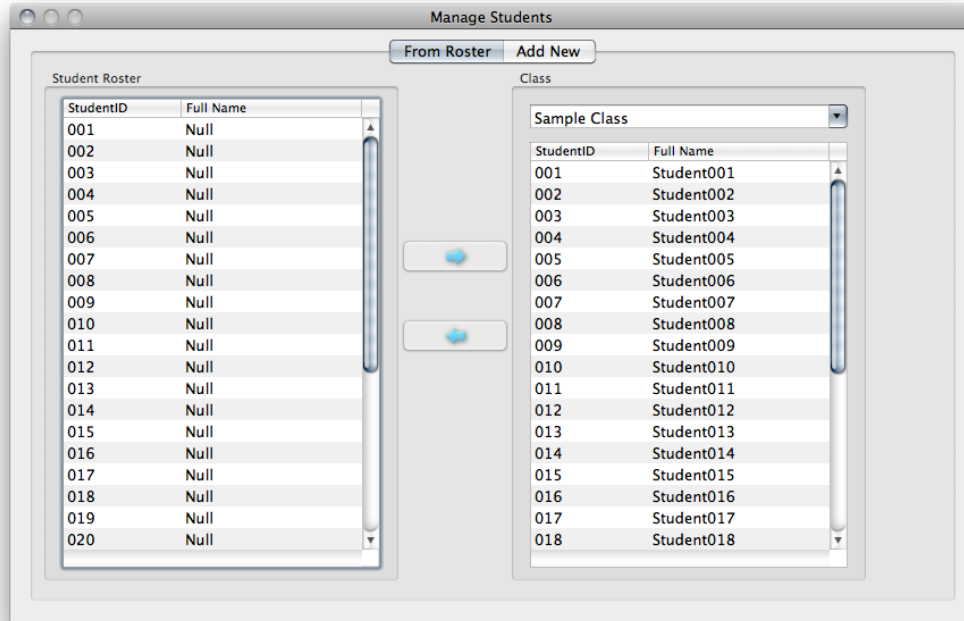 Manage Students
From Roster Add New
Student Roster
StudentID Full Name
001 Null
002 Null
003 Null
004 Null
005 Null
006 Null
007 Null
008 Null
009 Null
010 Null
011 Null
012 Null
013 Null
014 Null
015 Null
016 Null
017 Null
018 Null
019 Null
020 Null
Class
Sample Class
StudentID Full Name
001 Student001
002 Student002
003 Student003
004 Student004
005 Student005
006 Student006
007 Student007
008 Student008
009 Student009
010 Student010
011 Student011
012 Student012
013 Student013
014 Student014
015 Student015
016 Student016
017 Student017
018 Student018